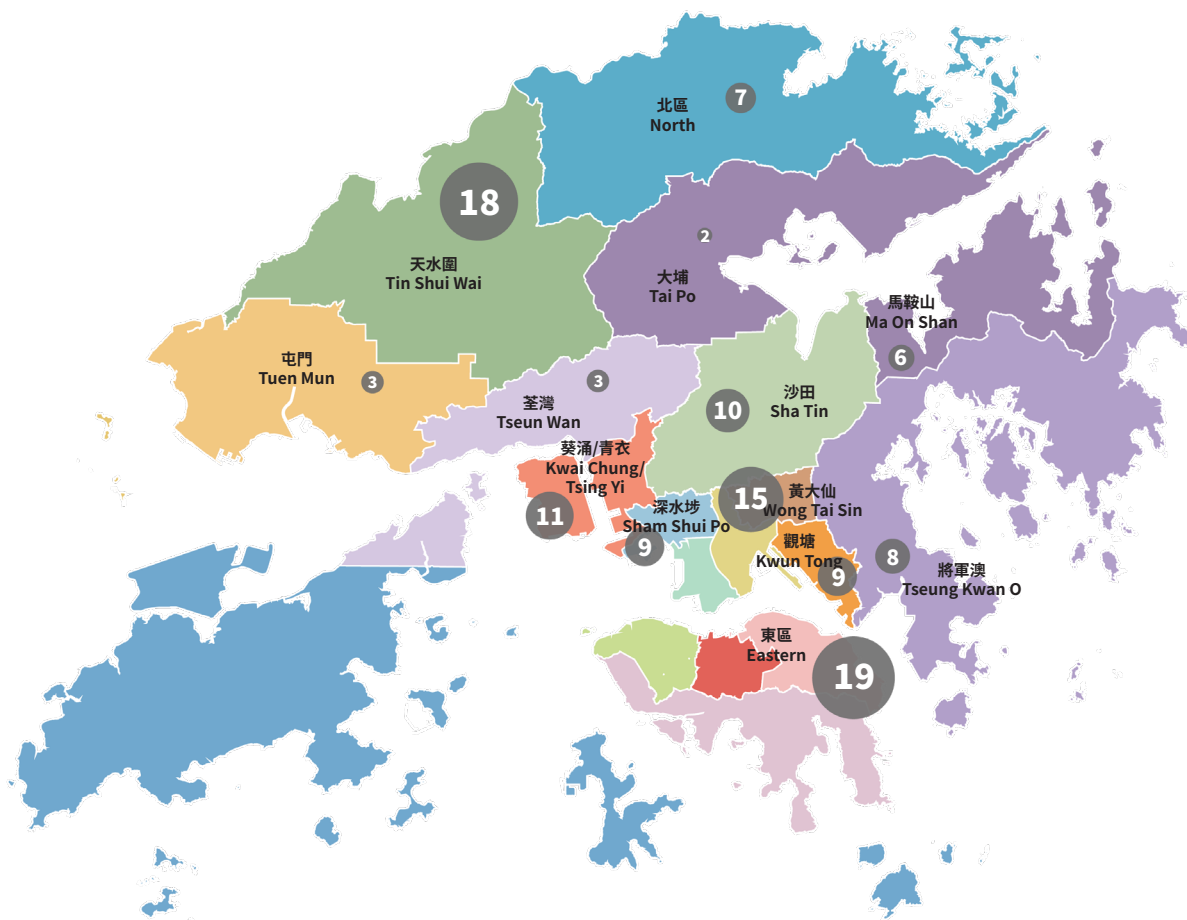 北區
North
7
18
天水圍
Tin Shui Wai
2
大埔
Tai Po
馬鞍山
Ma On Shan
6
屯門
Tuen Mun
3
3
荃灣
Tseun Wan
10
沙田
Sha Tin
葵涌/青衣
Kwai Chung/
Tsing Yi
11
深水埗
Sham Shui Po
9
15
黃大仙
Wong Tai Sin
觀塘
Kwun Tong
9
8
將軍澳
Tseung Kwan O
東區
Eastern
19